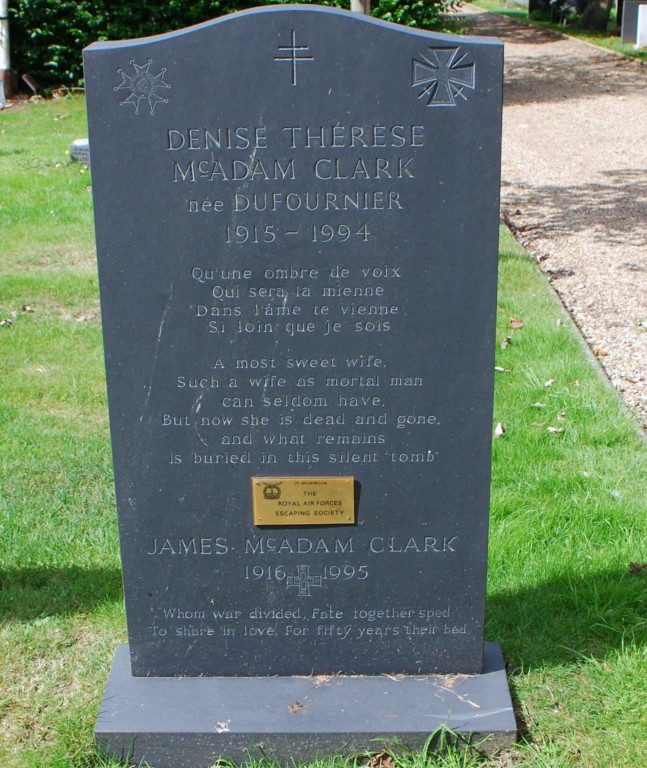 DENISE THÉRÈSE
McADAM CLARK
née DUFOURNIER
1915 – 1994
Qu'une ombre de voix
Qui sera la mienne
Dans l'âme te vienne
Si loin que je sois
A most sweet wife,
Such a wife as mortal man
can seldom have,
But now she is dead and gone,
and what remains
Is buried in this silent tomb
THE
ROYAL AIR FORCES
ESCAPING SOCIETY
JAMES McADAM CLARK
1916 1995
Whom war divided, Fate together sped
To share in love, For fifty years their bed.